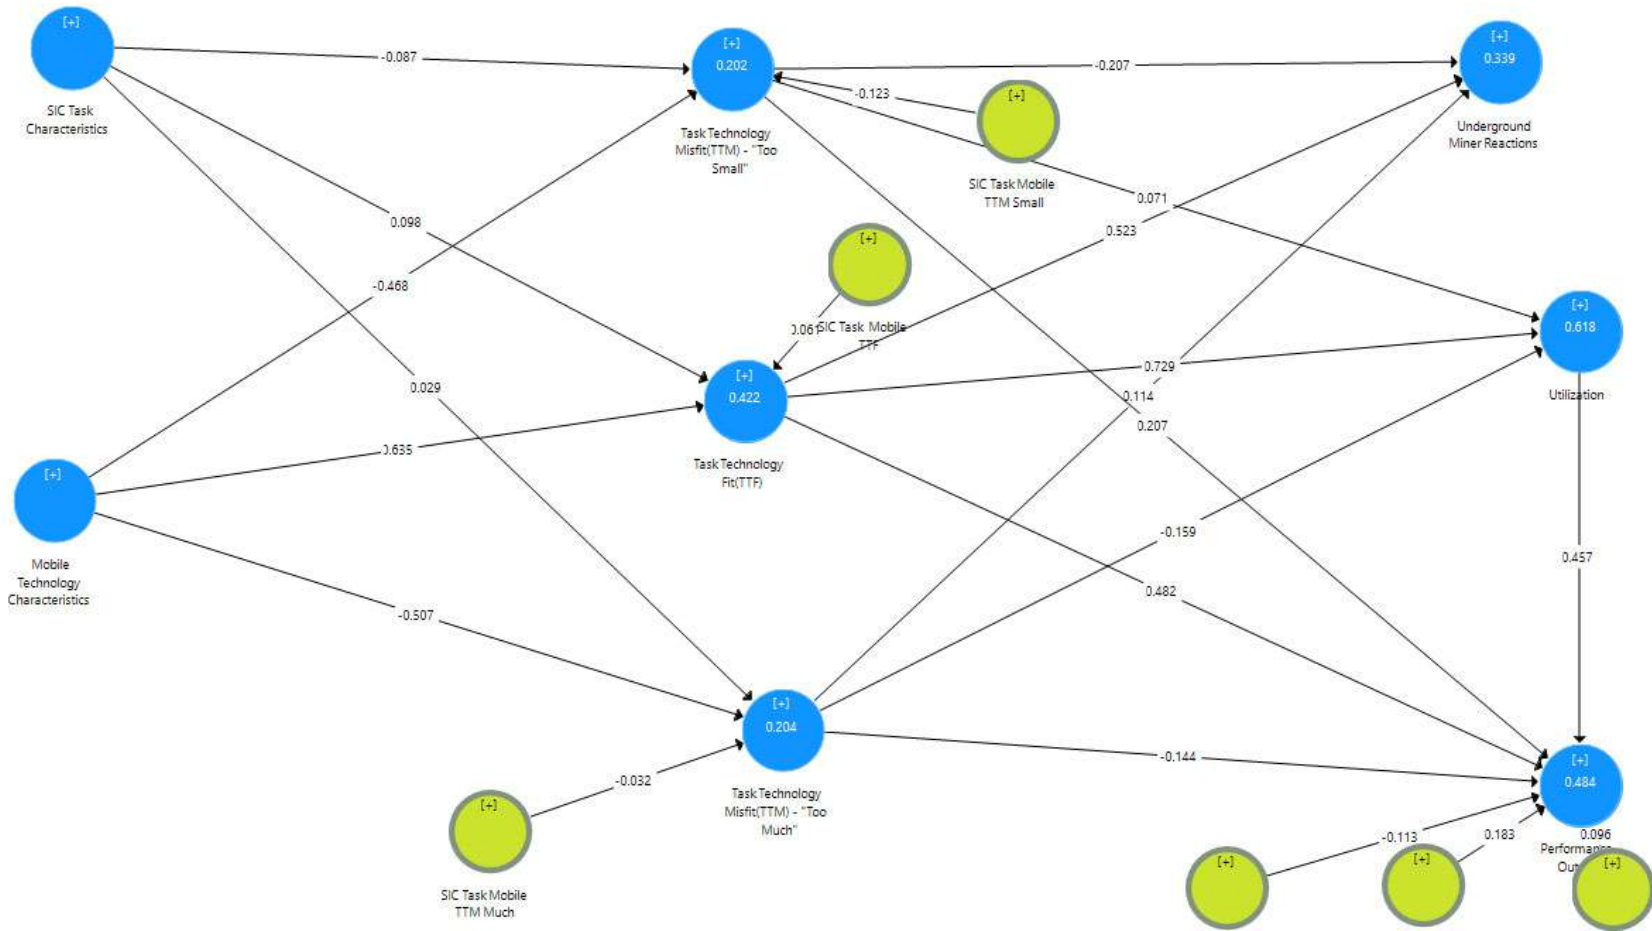 [+]
SIC Task
Characteristics
-0.087
[+]
0.202
Task Technology
Misfit(TTM) - "Too
Small"
-0.207
-0.123
[+]
SIC Task Mobile
TTM Small
[+]
0.339
Underground
Miner Reactions
0.071
0.098
0.523
[+]
SIC Task Mobile
TTF
0.061
-0.468
[+]
0.618
Utilization
0.029
[+]
0.422
Task Technology
Fit(TTF)
0.729
0.114
0.207
0.635
[+]
Mobile
Technology
Characteristics
-0.159
0.457
0.482
-0.507
[+]
0.204
Task Technology
Misfit(TTM) - "Too
Much"
-0.144
-0.032
[+]
SIC Task Mobile
TTM Much
[+]
0.484
Performance
-0.113
0.183
0.096
[+]
[+]
[+]